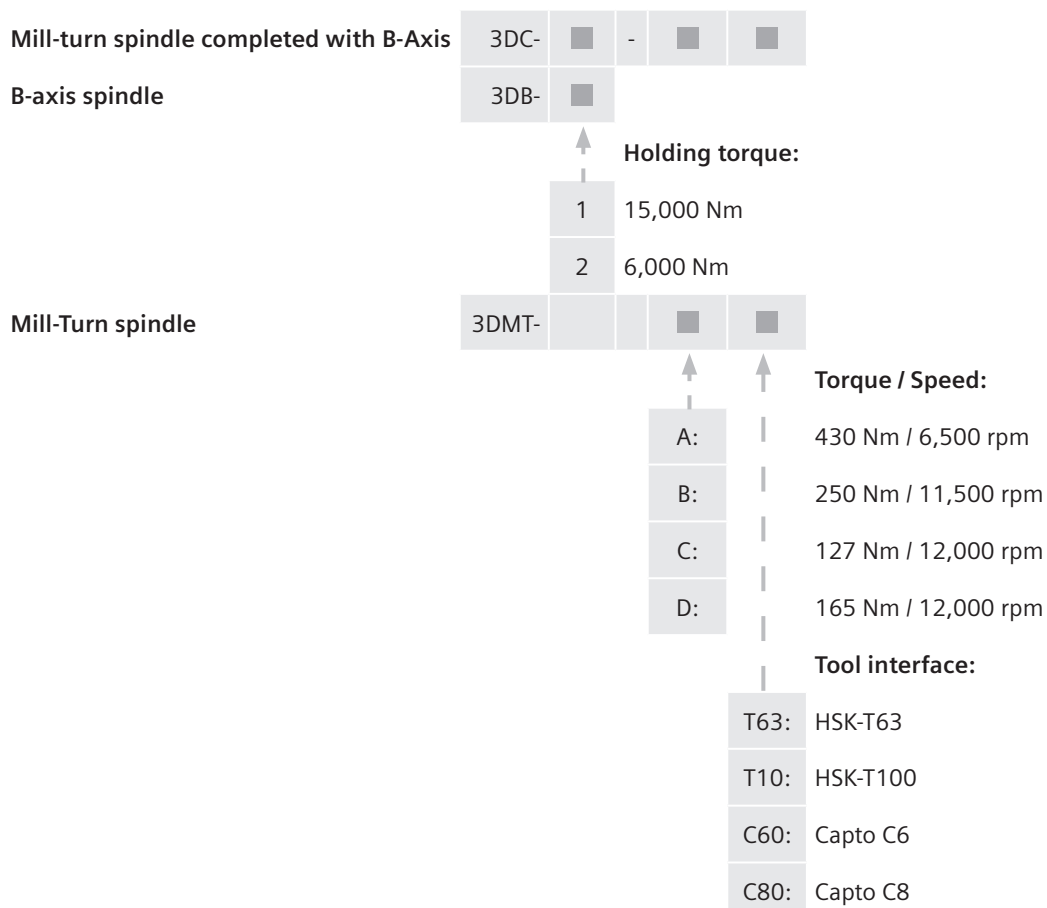 Mill-turn spindle completed with B-Axis 3DC- -
B-axis spindle 3DB-
Holding torque:
1 15,000 Nm
2 6,000 Nm
Mill-Turn spindle 3DMT-
Torque / Speed:
A: 430 Nm / 6,500 rpm
B: 250 Nm / 11,500 rpm
C: 127 Nm / 12,000 rpm
D: 165 Nm / 12,000 rpm
Tool interface:
T63: HSK-T63
T10: HSK-T100
C60: Capto C6
C80: Capto C8